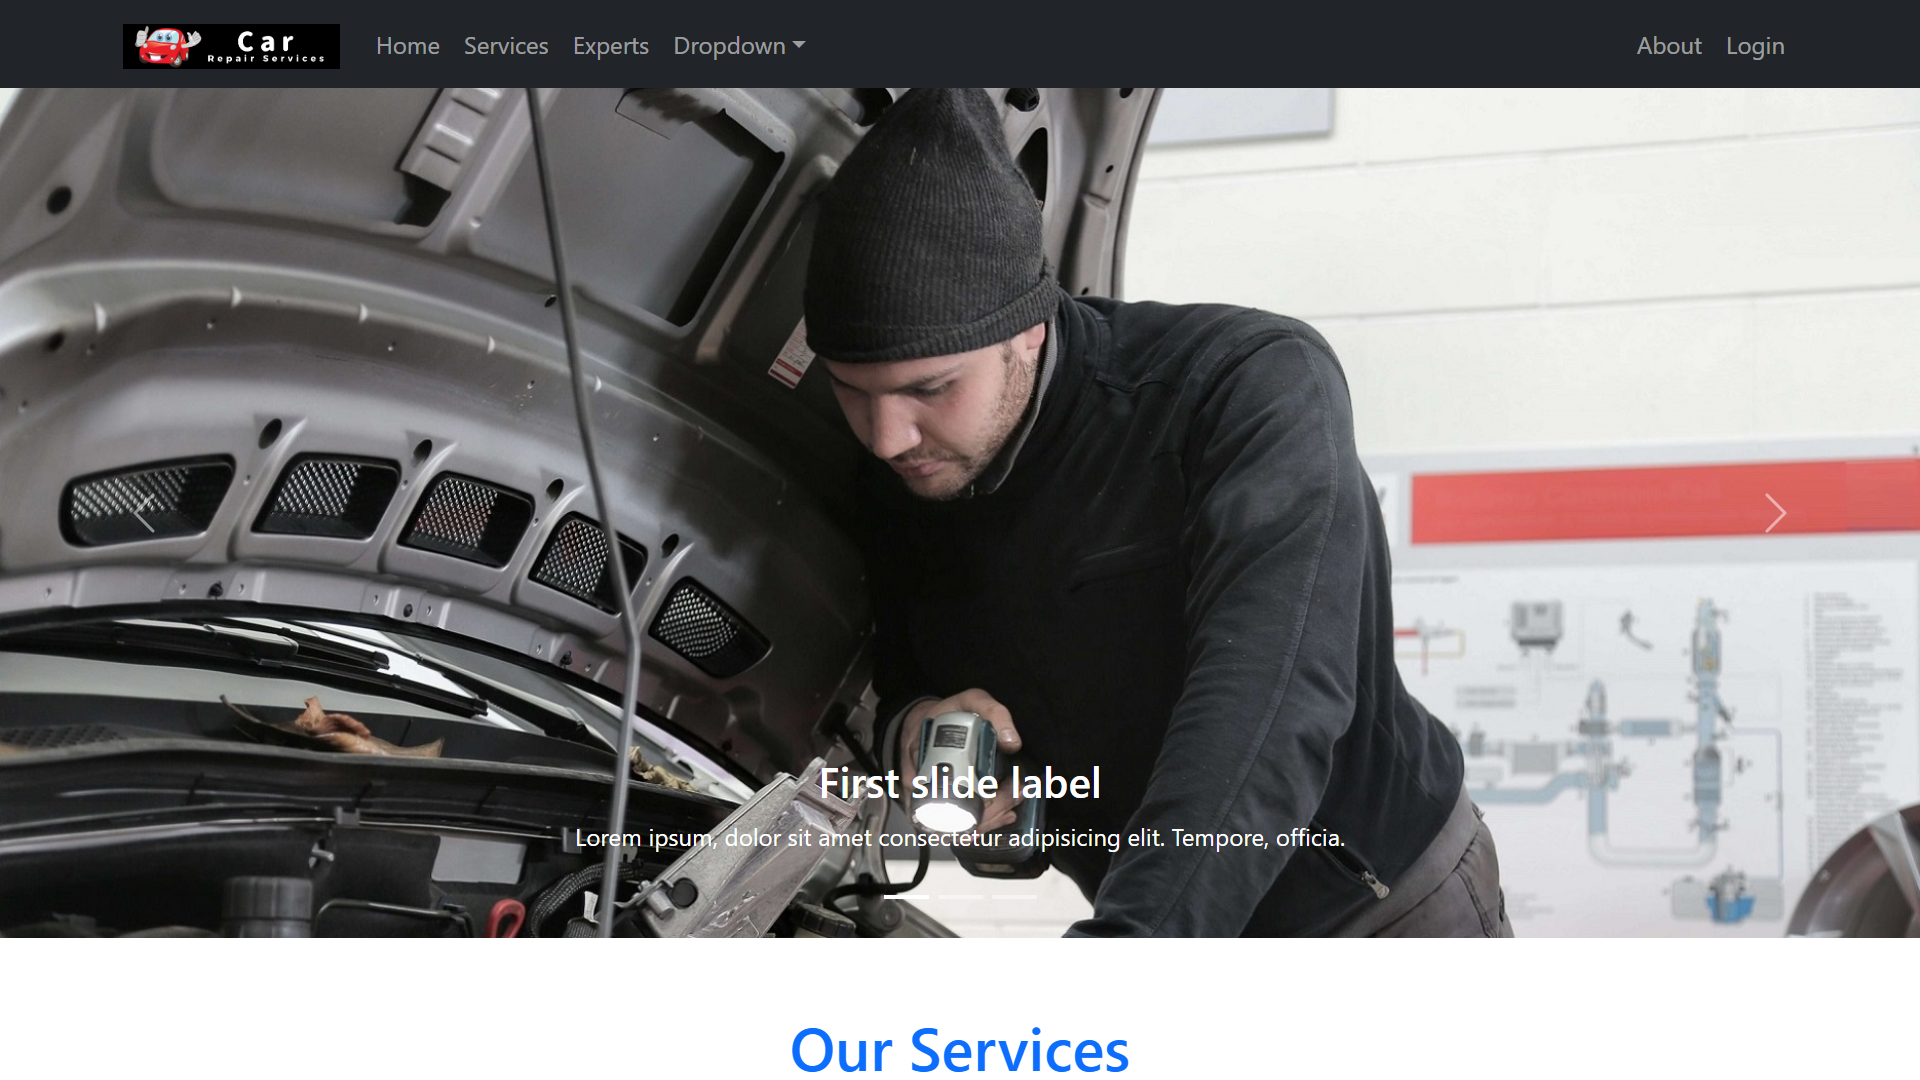 Car
Repair Services
Home Services Experts Dropdown About Login
First slide label
Lorem ipsum, dolor sit amet consectetur adipisicing elit. Tempore, officia.
Our Services